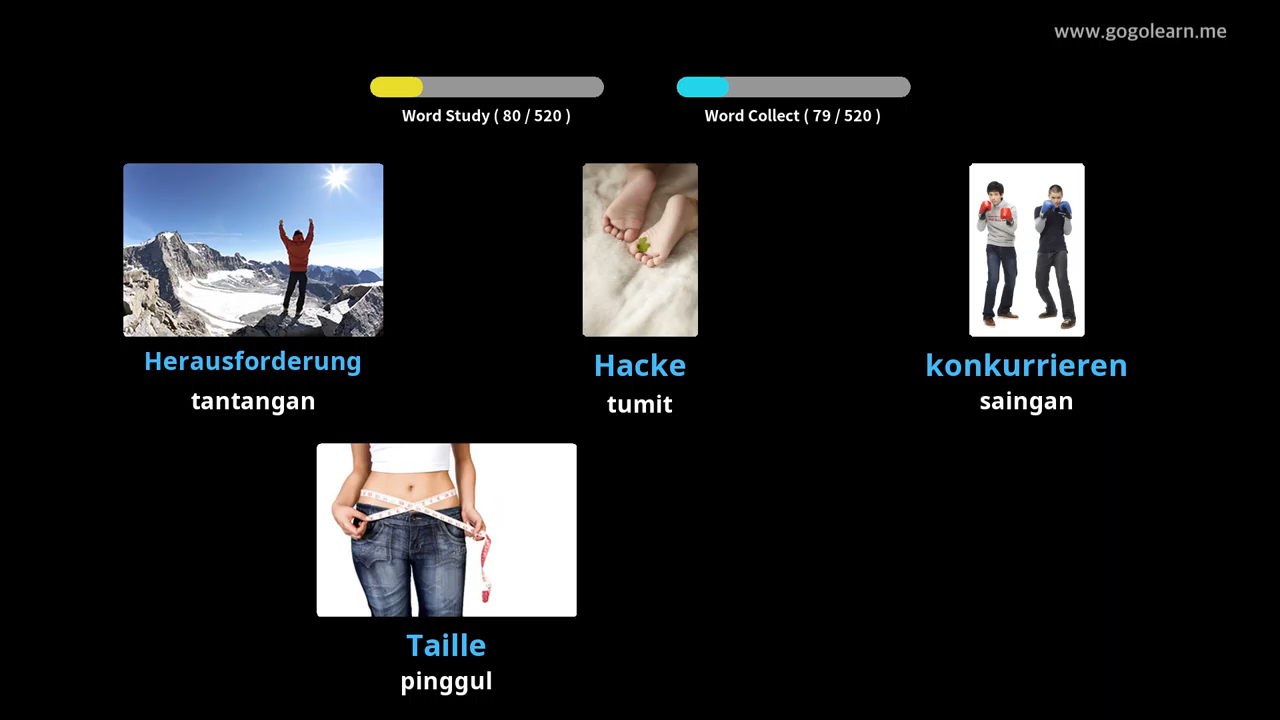 www.gogolearn.me
Word Study ( 80 / 520 )
Word Collect ( 79 / 520 )
Herausforderung
tantangan
Hacke
tumit
konkurrieren
saingan
Taille
pinggul